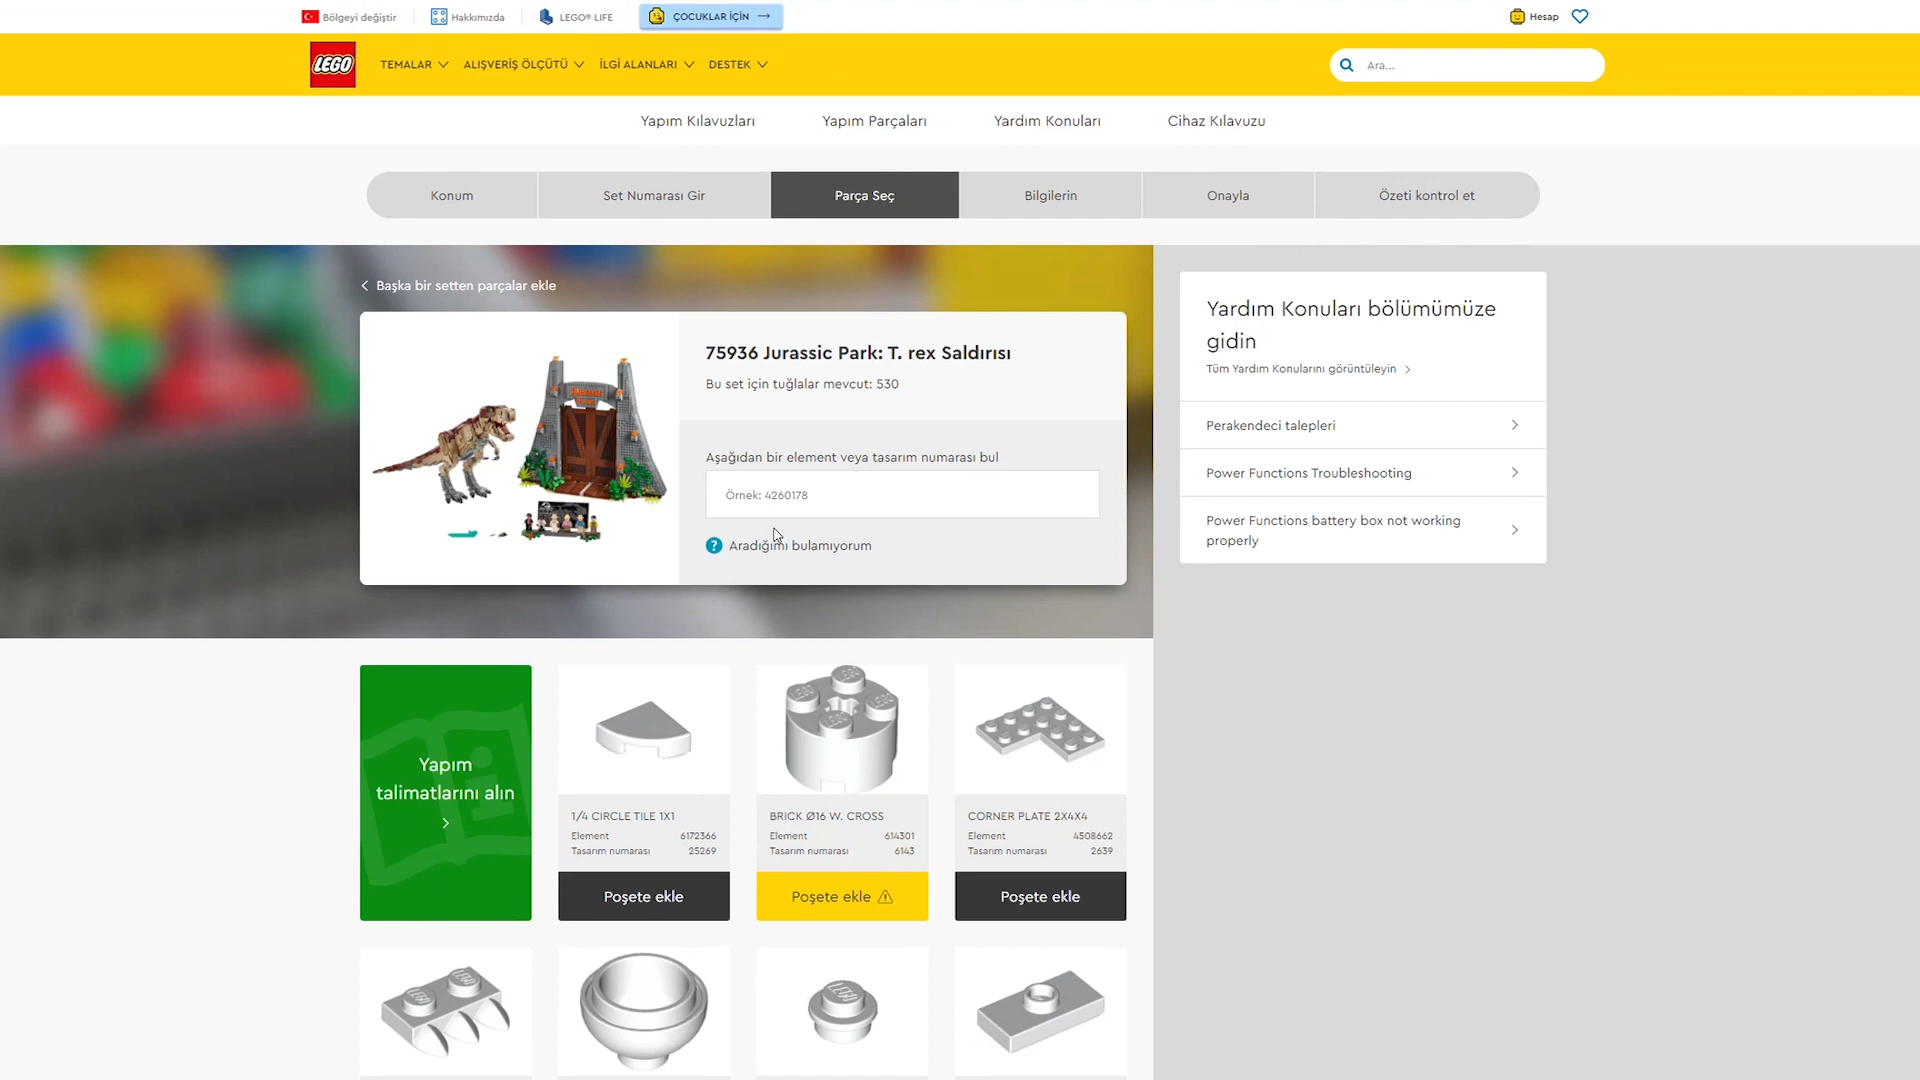 Bölgeyi değiştir
Hakkımızda
LEGO® LIFE
ÇOCUKLAR İÇİN
Hesap
LEGO
TEMALAR
ALIŞVERİŞ ÖLÇÜTÜ
İLGİ ALANLARI
DESTEK
Ara...
Yapım Kılavuzları
Yapım Parçaları
Yardım Konuları
Cihaz Kılavuzu
Konum
Set Numarası Gir
Parça Seç
Bilgilerin
Onayla
Özeti kontrol et
Başka bir setten parçalar ekle
75936 Jurassic Park: T. rex Saldırısı
Bu set için tuğlalar mevcut: 530
Aşağıdan bir element veya tasarım numarası bul
Örnek: 4260178
? Aradığımı bulamıyorum
Yardım Konuları bölümümüze
gidin
Tüm Yardım Konularını görüntüleyin
Perakendeci talepleri
Power Functions Troubleshooting
Power Functions battery box not working
properly
Yapım
talimatlarını alın
1/4 CIRCLE TILE 1X1
Element 6172366
Tasarım numarası 25269
Poşete ekle
BRICK Ø16 W. CROSS
Element 614301
Tasarım numarası 6143
Poşete ekle
CORNER PLATE 2X4X4
Element 4508662
Tasarım numarası 2639
Poşete ekle